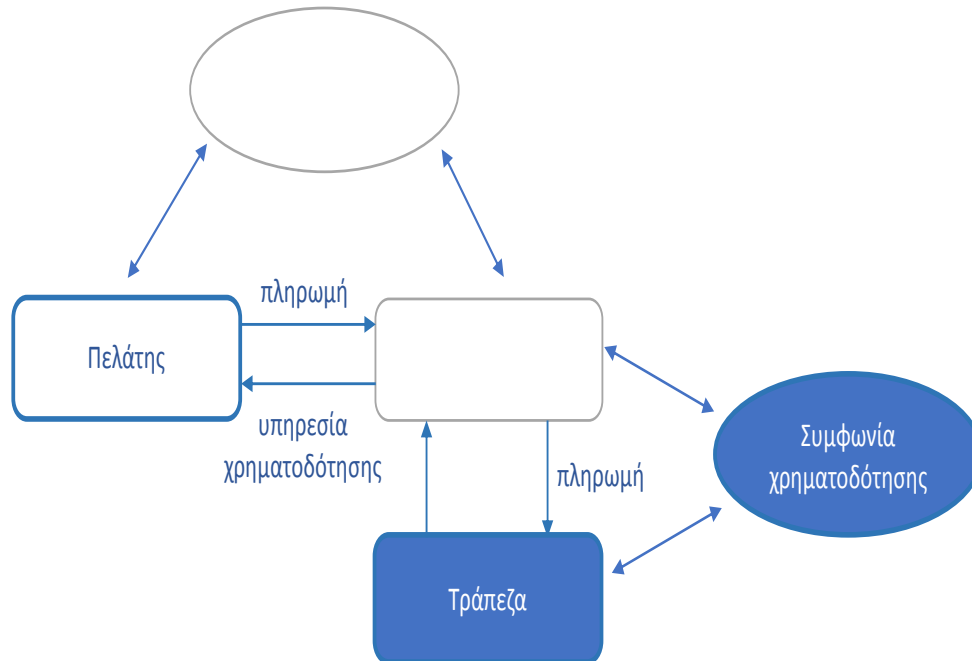 πληρωμή
Πελάτης
υπηρεσία
χρηματοδότησης
πληρωμή
Συμφωνία
χρηματοδότησης
Τράπεζα